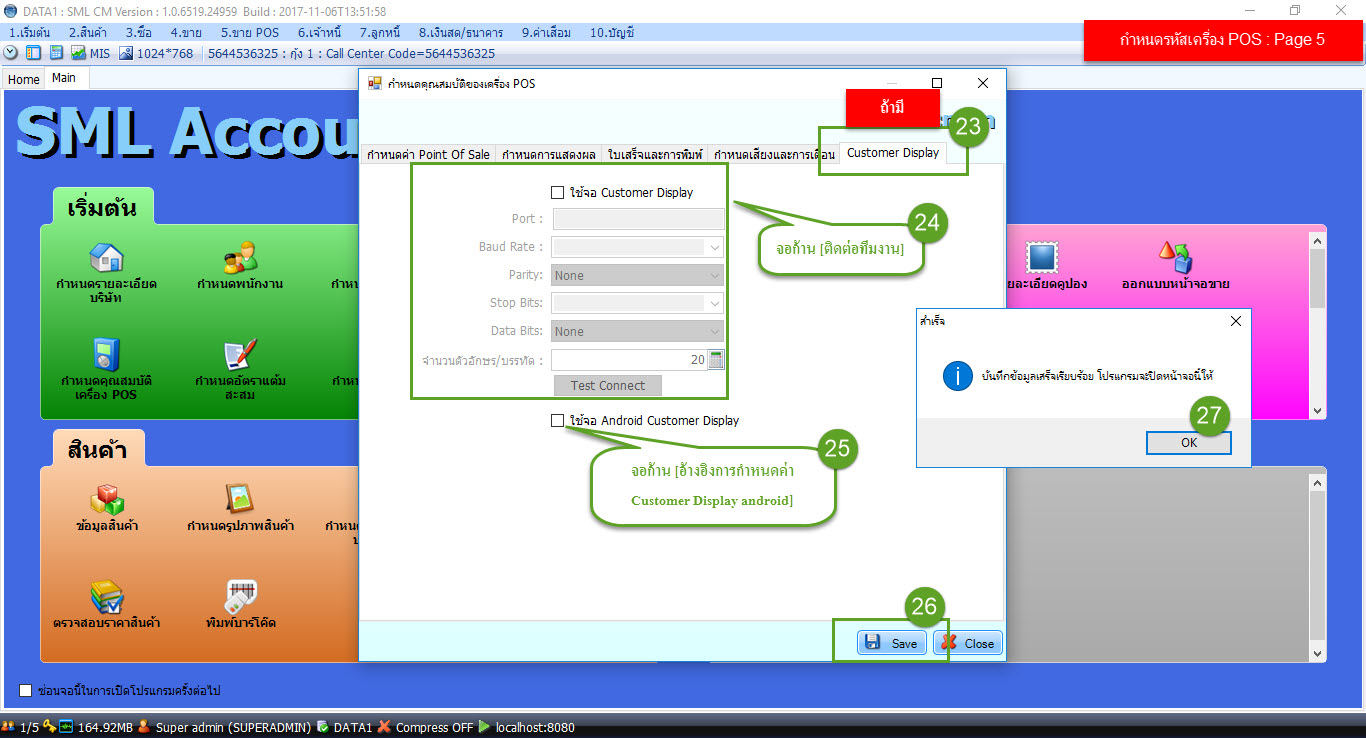 DATA1 : SML CM Version : 1.0.6519.24959 Build : 2017-11-06T13:51:58
1.เริ่มต้น 2.สินค้า 3.ซื้อ 4.ขาย 5.ขาย POS 6.เจ้าหนี้ 7.ลูกหนี้ 8.เงินสด/ธนาคาร 9.ค่าเสื่อม 10.บัญชี
กำหนดรหัสเครื่อง POS : Page 5
MIS 1024*768 5644536325 : กุ้ง 1 : Call Center Code=5644536325
Home Main
SML Accou
กำหนดคุณสมบัติของเครื่อง POS
ถ้ามี
23
กำหนดค่า Point Of Sale กำหนดการแสดงผล ใบเสร็จและการพิมพ์ กำหนดเสียงและการเตือน Customer Display
ใช้จอ Customer Display
Port :
Baud Rate :
Parity: None
Stop Bits:
Data Bits: None
จำนวนตัวอักษร/บรรทัด : 20
Test Connect
24
จอก้าน [ติดต่อทีมงาน]
ใช้จอ Android Customer Display
25
จอก้าน [อ้างอิงการกำหนดค่า
Customer Display android]
26
Save Close
เริ่มต้น
กำหนดรายละเอียด
บริษัท
กำหนดพนักงาน
กำหน
กำหนดคุณสมบัติ
เครื่อง POS
กำหนดอัตราแต้ม
สะสม
กำหน
ยละเอียดคูปอง
ออกแบบหน้าจอขาย
สำเร็จ
บันทึกข้อมูลเสร็จเรียบร้อย โปรแกรมจะปิดหน้าจอนี้ให้
27
OK
สินค้า
ข้อมูลสินค้า
กำหนดรูปภาพสินค้า
กำหน
ตรวจสอบราคาสินค้า
พิมพ์บาร์โค๊ด
ซ่อนจอนี้ในการเปิดโปรแกรมครั้งต่อไป
1/5 164.92MB Super admin (SUPERADMIN) DATA1 Compress OFF localhost:8080